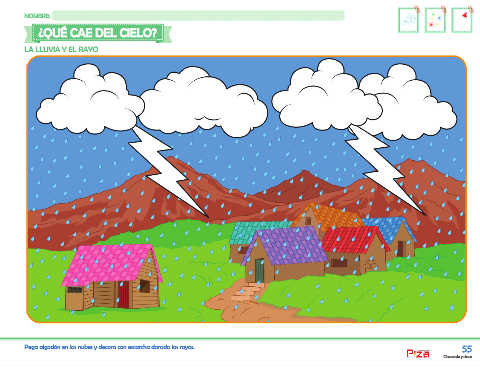 NOMBRE:
¿QUÉ CAE DEL CIELO?
LA LLUVIA Y EL RAYO
Pega algodón en las nubes y decora con escarcha dorada los rayos.
Piza
55